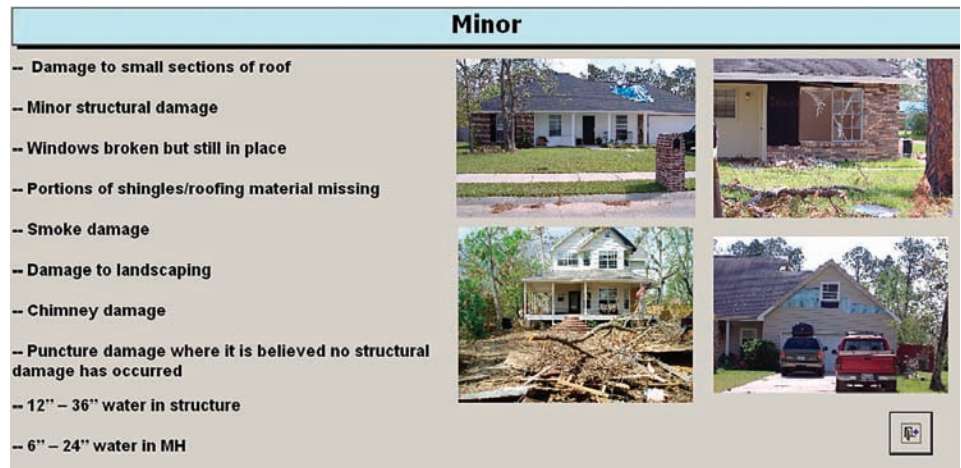 Minor
-- Damage to small sections of roof
-- Minor structural damage
-- Windows broken but still in place
-- Portions of shingles/roofing material missing
-- Smoke damage
-- Damage to landscaping
-- Chimney damage
-- Puncture damage where it is believed no structural
damage has occurred
-- 12” – 36” water in structure
-- 6” – 24” water in MH